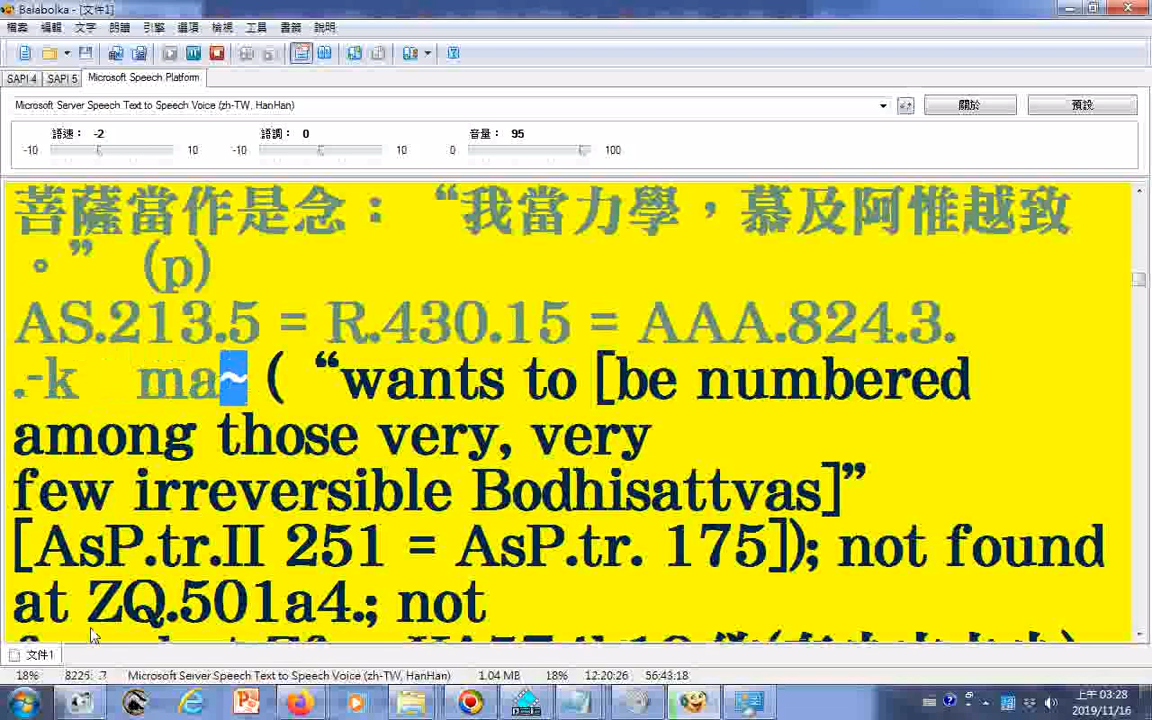 Balabolka - [文件1]
檔案 編輯 文字 朗讀 引擎 選項 檢視 工具 書籤 說明
SAPI 4 SAPI 5 Microsoft Speech Platform
Microsoft Server Speech Text to Speech Voice (zh-TW, HanHan) 關於 預設
語速: -2 語調: 0 音量: 95
-10 10 -10 10 0 100
菩薩當作是念：“我當力學，慕及阿惟越致
。” (p)
AS.213.5 = R.430.15 = AAA.824.3.
.-k ma~ (“wants to [be numbered
among those very, very
few irreversible Bodhisattvas]”
[AsP.tr.II 251 = AsP.tr. 175]); not found
at ZQ.501a4.; not
文件1
18% Microsoft Server Speech Text to Speech Voice (zh-TW, HanHan) 1.04 MB 18% 12:20:26 56:43:18
上午 03:28
2019/11/16